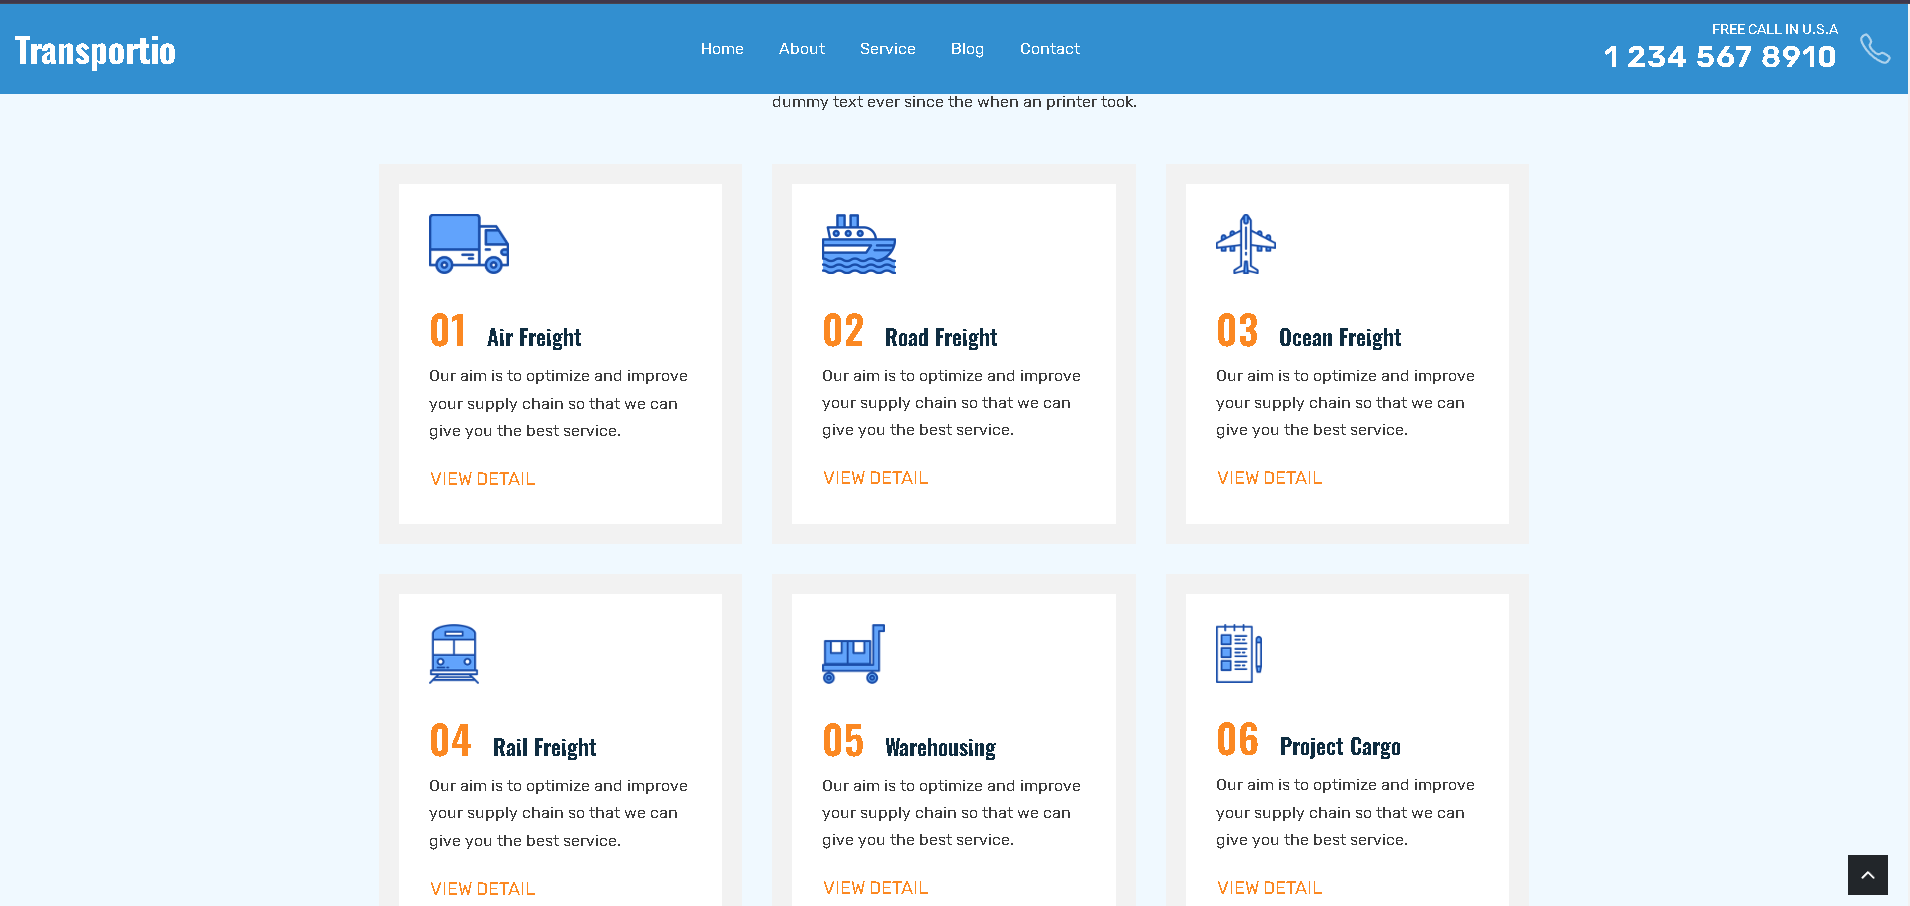 Transportio
Home About Service Blog Contact
FREE CALL IN U.S.A
1 234 567 8910
dummy text ever since the when an printer took.
01 Air Freight
Our aim is to optimize and improve
your supply chain so that we can
give you the best service.
VIEW DETAIL
02 Road Freight
Our aim is to optimize and improve
your supply chain so that we can
give you the best service.
VIEW DETAIL
03 Ocean Freight
Our aim is to optimize and improve
your supply chain so that we can
give you the best service.
VIEW DETAIL
04 Rail Freight
Our aim is to optimize and improve
your supply chain so that we can
give you the best service.
VIEW DETAIL
05 Warehousing
Our aim is to optimize and improve
your supply chain so that we can
give you the best service.
VIEW DETAIL
06 Project Cargo
Our aim is to optimize and improve
your supply chain so that we can
give you the best service.
VIEW DETAIL